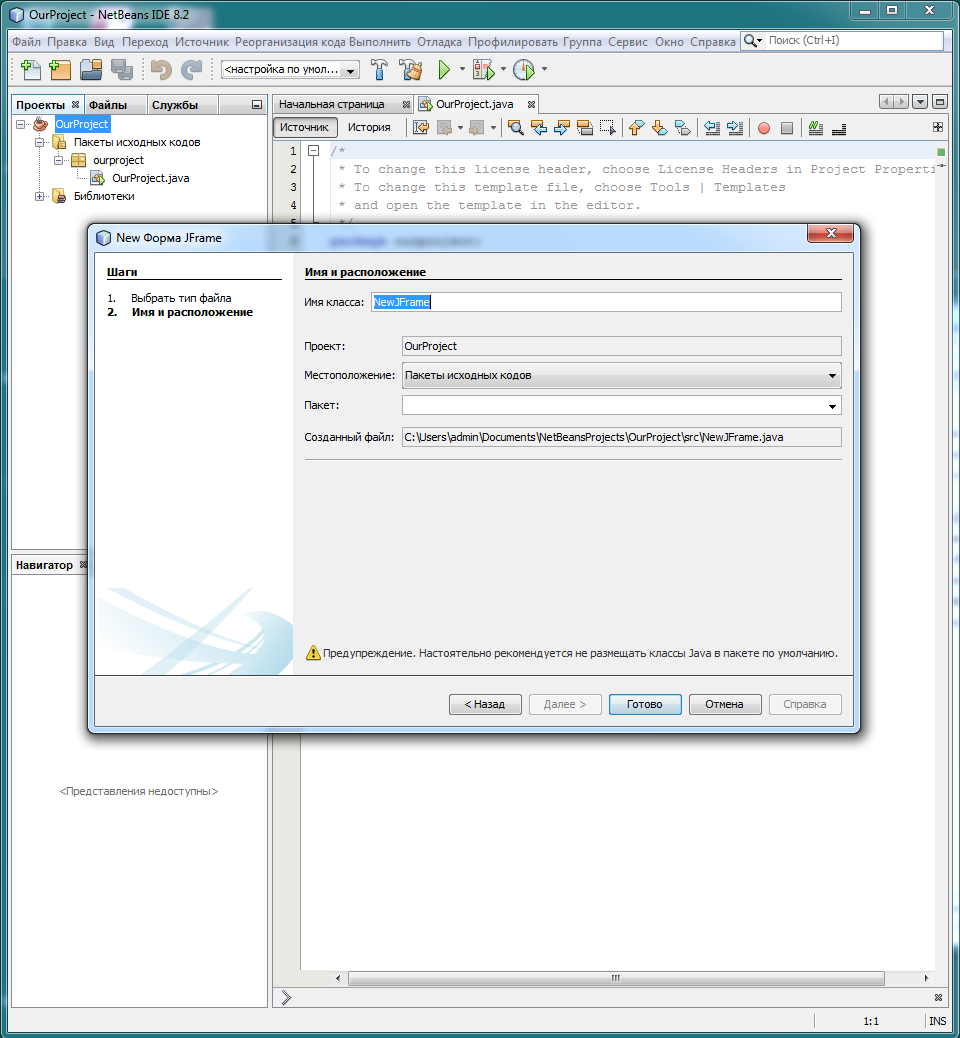 OurProject - NetBeans IDE 8.2
Файл Правка Вид Переход Источник Реорганизация кода Выполнить Отладка Профилировать Группа Сервис Окно Справка Поиск (Ctrl+I)
<настройка по умол...
Проекты Файлы Службы
Начальная страница OurProject.java
OurProject
Пакеты исходных кодов
ourproject
OurProject.java
Библиотеки
Источник История
1 /*
2 * To change this license header, choose License Headers in Project Properti
3 * To change this template file, choose Tools | Templates
4 * and open the template in the editor.
5 */
6 package ourproject;
New Форма JFrame
Шаги
1. Выбрать тип файла
2. Имя и расположение
Имя и расположение
Имя класса: NewJFrame
Проект: OurProject
Местоположение: Пакеты исходных кодов
Пакет:
Созданный файл: C:\Users\admin\Documents\NetBeansProjects\OurProject\src\NewJFrame.java
Предупреждение. Настоятельно рекомендуется не размещать классы Java в пакете по умолчанию.
< Назад Далее > Готово Отмена Справка
Навигатор
<Представления недоступны>
1:1 INS